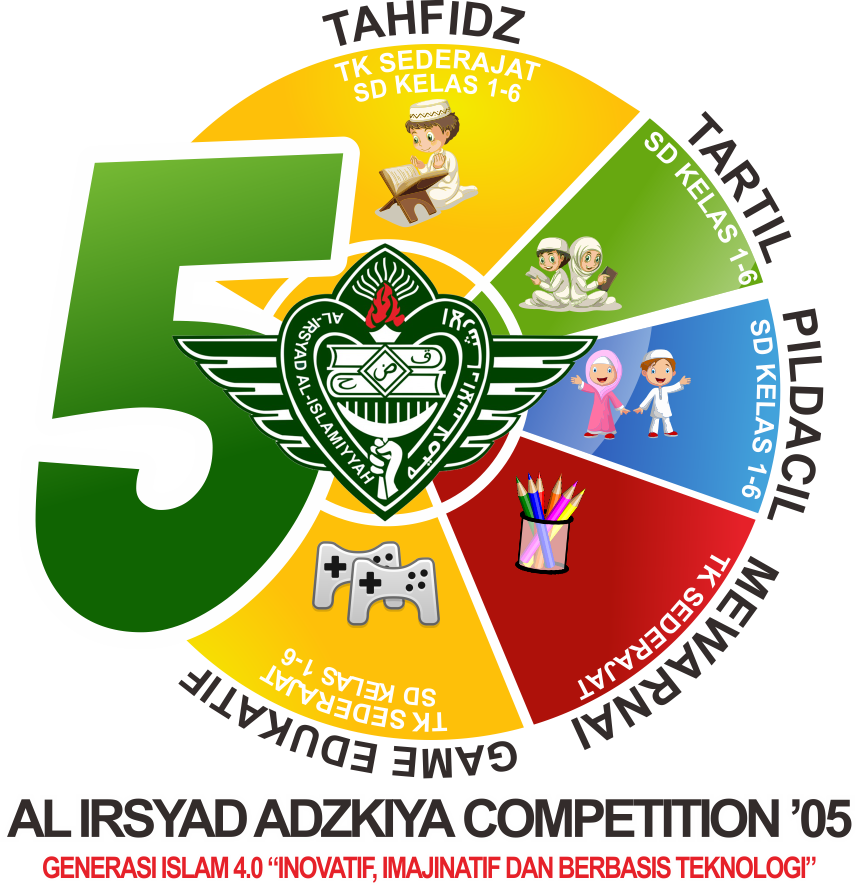 TAHFIDZ
TK SEDERAJAT
SD KELAS 1-6
TARTIL
SD KELAS 1-6
PILDACIL
SD KELAS 1-6
MEWARNAI
TK SEDERAJAT
GAME EDUKATIF
TK SEDERAJAT
SD KELAS 1-6
5
AL-IRSYAD AL-ISLAMIYYAH
AL IRSYAD ADZKIYA COMPETITION ’05
GENERASI ISLAM 4.0 “INOVATIF, IMAJINATIF DAN BERBASIS TEKNOLOGI”